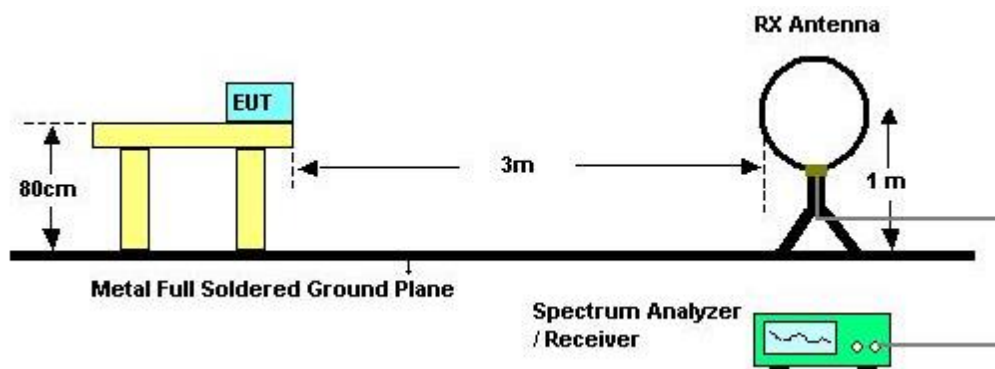 RX Antenna
EUT
3m
80cm
1 m
Metal Full Soldered Ground Plane
Spectrum Analyzer
/ Receiver